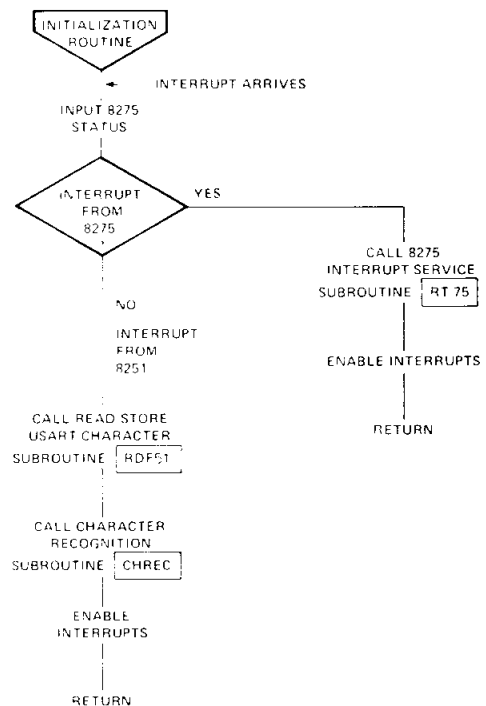 INITIALIZATION
ROUTINE
INTERRUPT ARRIVES
INPUT 8275
STATUS
INTERRUPT
FROM
8275
YES
CALL 8275
INTERRUPT SERVICE
SUBROUTINE RT 75
ENABLE INTERRUPTS
RETURN
NO
INTERRUPT
FROM
8251
CALL READ STORE
USART CHARACTER
SUBROUTINE RDF51
CALL CHARACTER
RECOGNITION
SUBROUTINE CHREC
ENABLE
INTERRUPTS
RETURN